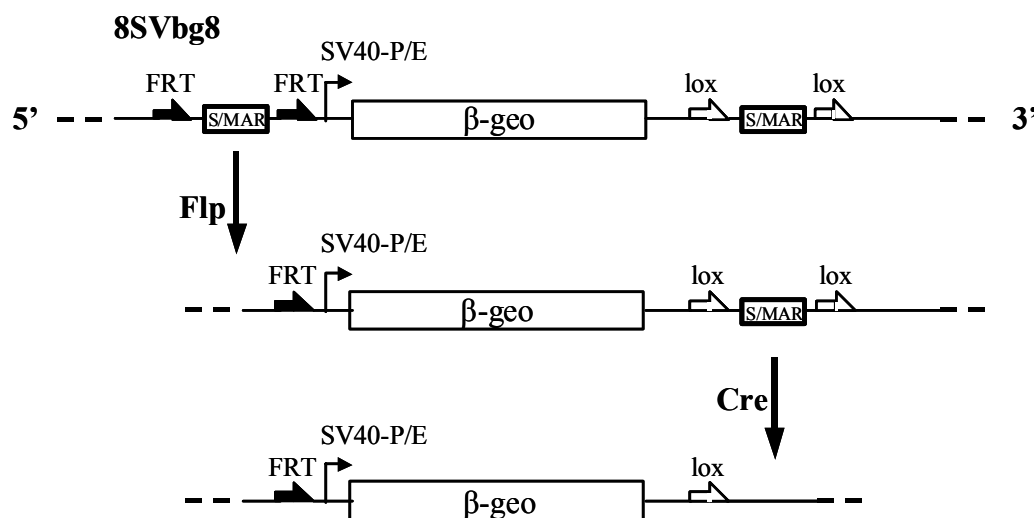 8SVbg8
SV40-P/E
FRT FRT lox lox
5’ S/MAR β-geo S/MAR 3’
Flp
SV40-P/E
FRT lox lox
β-geo S/MAR
Cre
SV40-P/E
FRT lox
β-geo